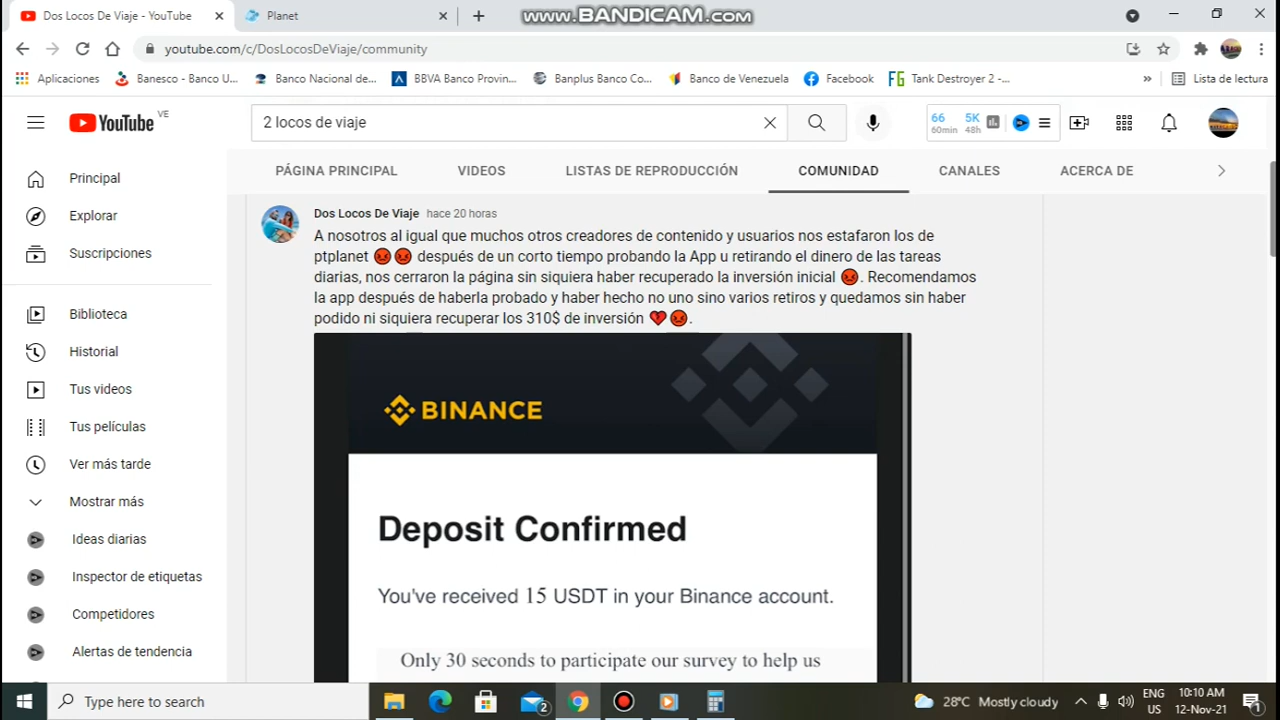 Dos Locos De Viaje - YouTube
Planet
www.BANDICAM.com
youtube.com/c/DosLocosDeViaje/community
Aplicaciones
Banesco - Banco U...
Banco Nacional de...
BBVA Banco Provin...
Banplus Banco Co...
Banco de Venezuela
Facebook
Tank Destroyer 2 -...
»
Lista de lectura
YouTube VE
2 locos de viaje
66
60min
5K
48h
PÁGINA PRINCIPAL
VIDEOS
LISTAS DE REPRODUCCIÓN
COMUNIDAD
CANALES
ACERCA DE
Principal
Explorar
Suscripciones
Biblioteca
Historial
Tus videos
Tus películas
Ver más tarde
Mostrar más
Ideas diarias
Inspector de etiquetas
Competidores
Alertas de tendencia
Dos Locos De Viaje hace 20 horas
A nosotros al igual que muchos otros creadores de contenido y usuarios nos estafaron los de
ptplanet 😡😡 después de un corto tiempo probando la App u retirando el dinero de las tareas
diarias, nos cerraron la página sin siquiera haber recuperado la inversión inicial 😡. Recomendamos
la app después de haberla probado y haber hecho no uno sino varios retiros y quedamos sin haber
podido ni siquiera recuperar los 310$ de inversión 💔😡.
BINANCE
Deposit Confirmed
You've received 15 USDT in your Binance account.
Only 30 seconds to participate our survey to help us
Type here to search
2
28°C Mostly cloudy
ENG
US
10:10 AM
12-Nov-21
1